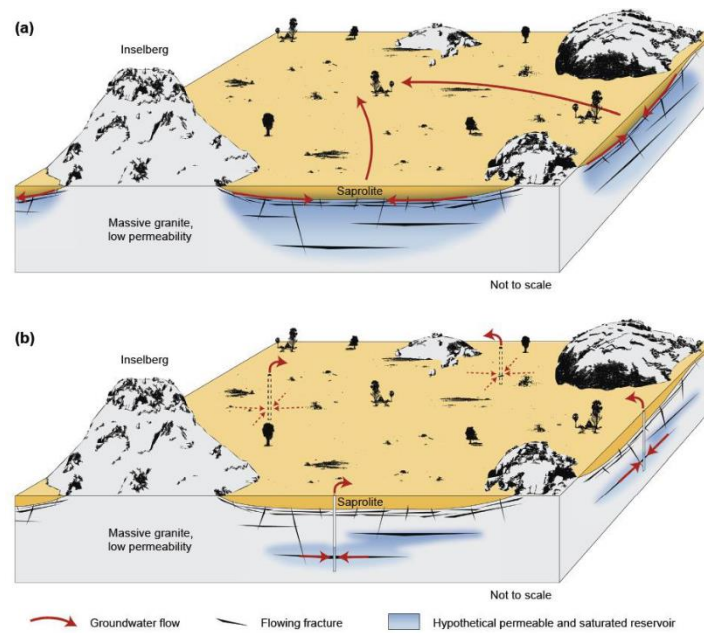 (a)
Inselberg
Saprolite
Massive granite,
low permeability
Not to scale
(b)
Inselberg
Saprolite
Massive granite,
low permeability
Not to scale
Groundwater flow
Flowing fracture
Hypothetical permeable and saturated reservoir